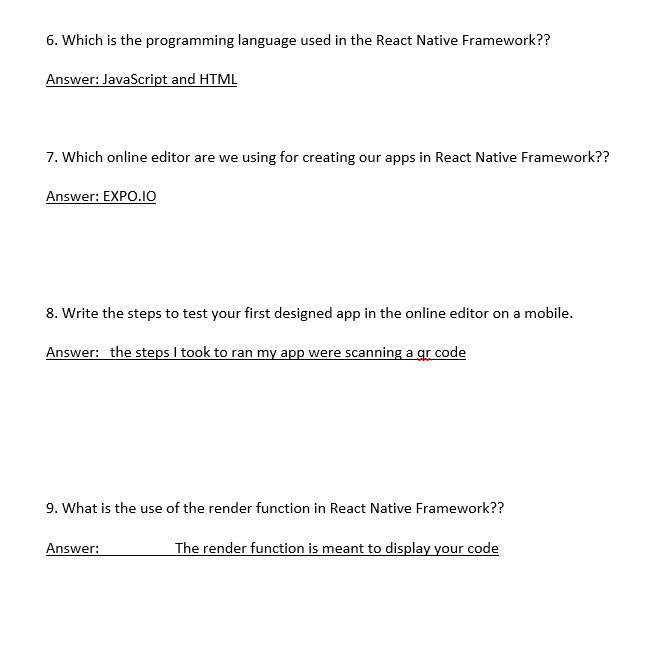 6. Which is the programming language used in the React Native Framework??
Answer: JavaScript and HTML
7. Which online editor are we using for creating our apps in React Native Framework??
Answer: EXPO.IO
8. Write the steps to test your first designed app in the online editor on a mobile.
Answer: the steps I took to ran my app were scanning a qr code
9. What is the use of the render function in React Native Framework??
Answer: The render function is meant to display your code